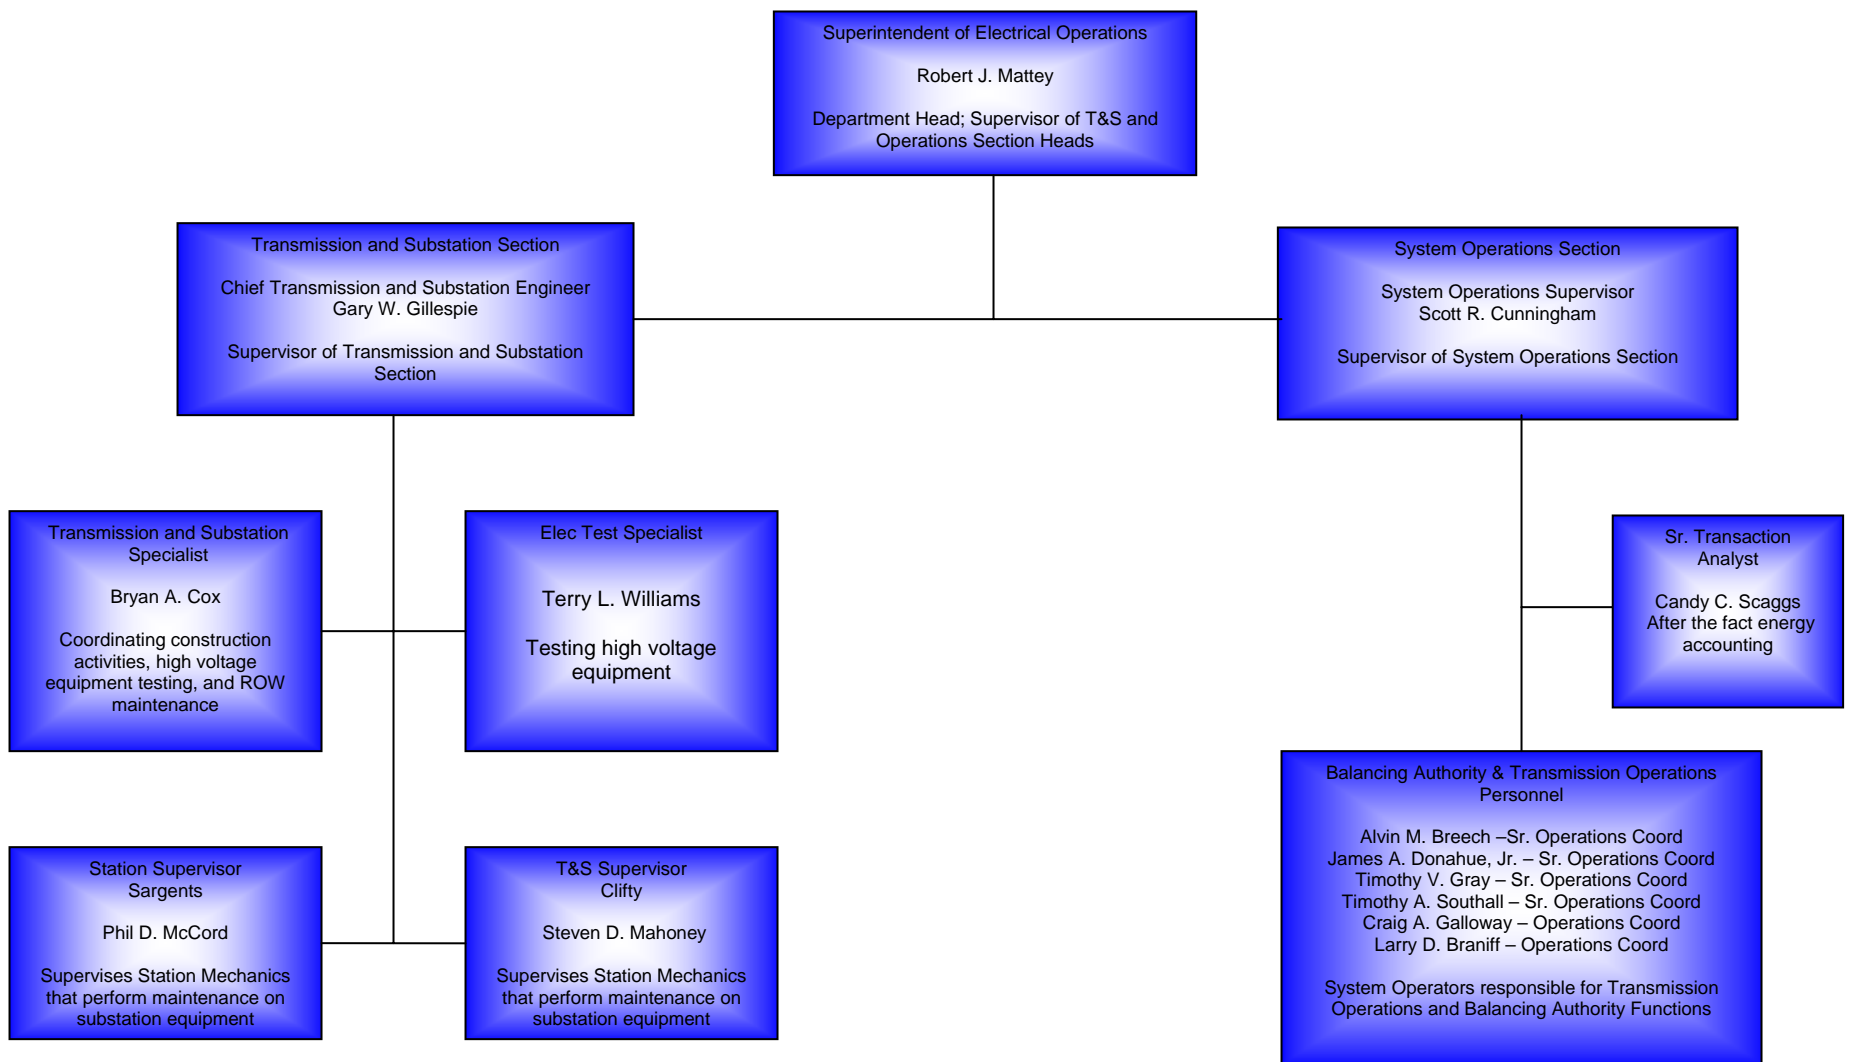 Superintendent of Electrical Operations
Robert J. Mattey
Department Head; Supervisor of T&S and
Operations Section Heads
Transmission and Substation Section
Chief Transmission and Substation Engineer
Gary W. Gillespie
Supervisor of Transmission and Substation
Section
System Operations Section
System Operations Supervisor
Scott R. Cunningham
Supervisor of System Operations Section
Transmission and Substation
Specialist
Bryan A. Cox
Coordinating construction
activities, high voltage
equipment testing, and ROW
maintenance
Elec Test Specialist
Terry L. Williams
Testing high voltage
equipment
Sr. Transaction
Analyst
Candy C. Scaggs
After the fact energy
accounting
Station Supervisor
Sargents
Phil D. McCord
Supervises Station Mechanics
that perform maintenance on
substation equipment
T&S Supervisor
Clifty
Steven D. Mahoney
Supervises Station Mechanics
that perform maintenance on
substation equipment
Balancing Authority & Transmission Operations
Personnel
Alvin M. Breech –Sr. Operations Coord
James A. Donahue, Jr. – Sr. Operations Coord
Timothy V. Gray – Sr. Operations Coord
Timothy A. Southall – Sr. Operations Coord
Craig A. Galloway – Operations Coord
Larry D. Braniff – Operations Coord
System Operators responsible for Transmission
Operations and Balancing Authority Functions